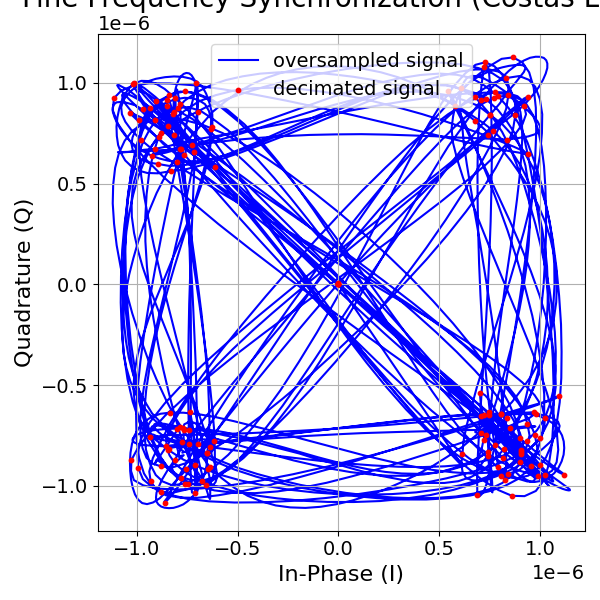 Fine Frequency Synchronization (Costas
1e−6
oversampled signal
decimated signal
1.0
0.5
0.0
−0.5
−1.0
Quadrature (Q)
−1.0 −0.5 0.0 0.5 1.0
1e−6
In-Phase (I)